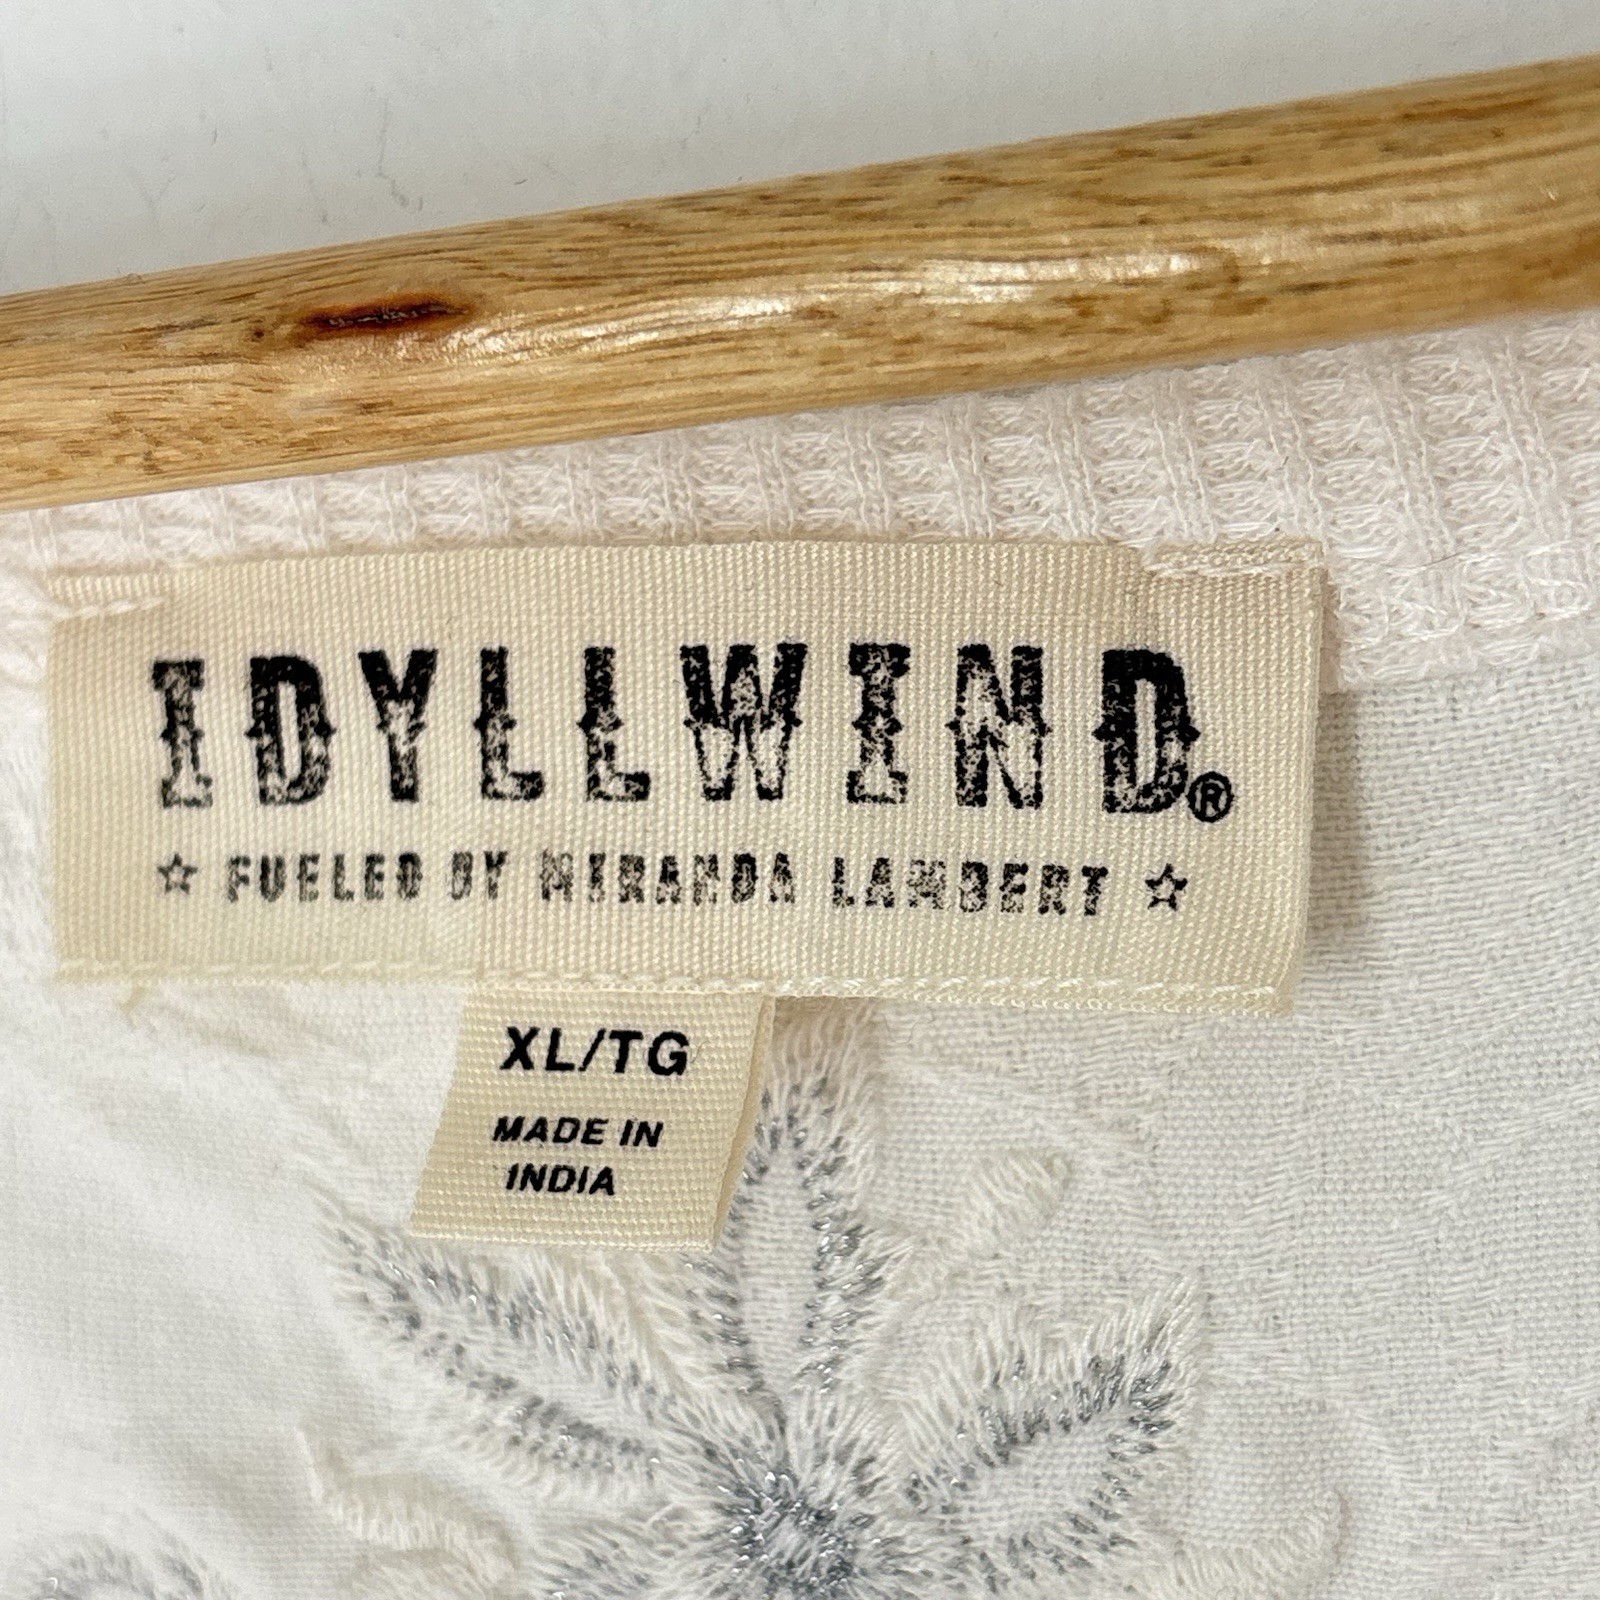 IDYLLWIND®
☆ FUELED BY MIRANDA LAMBERT ☆
XL/TG
MADE IN
INDIA